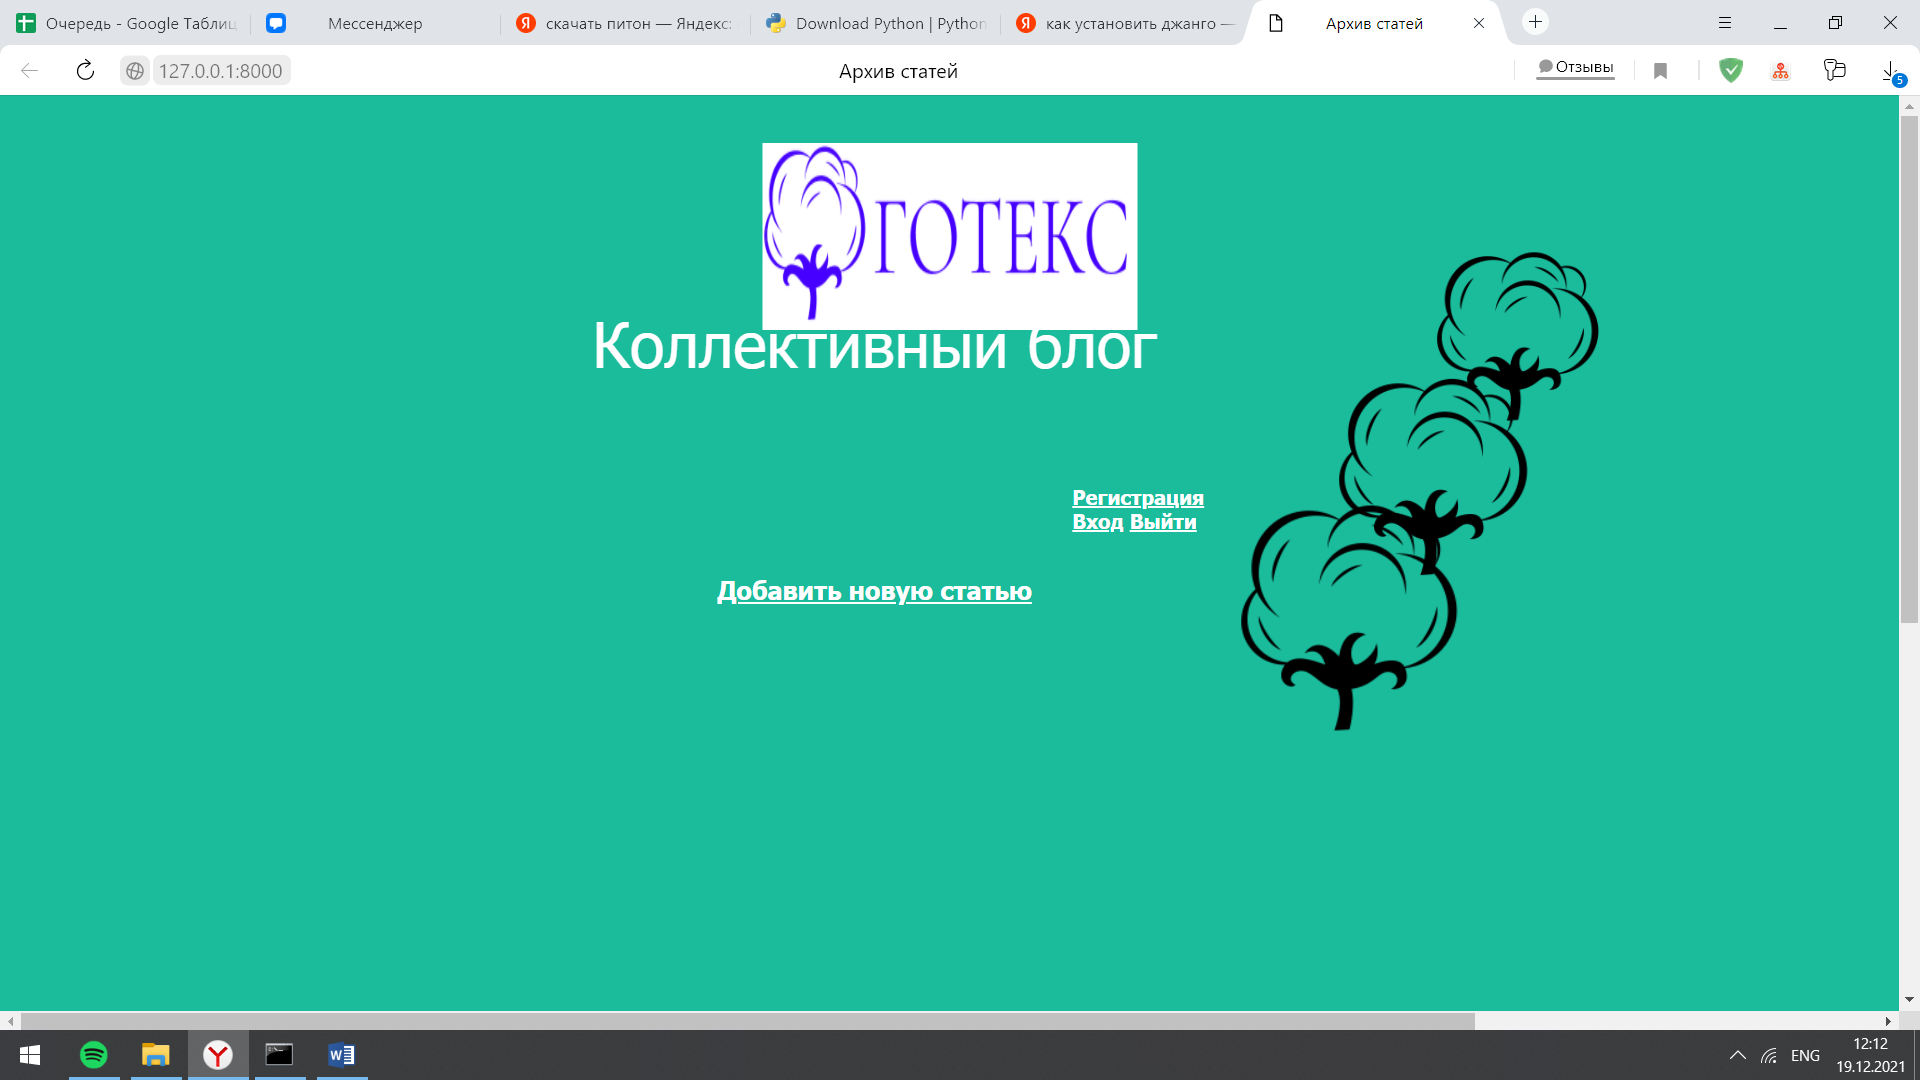 Очередь - Google Таблиц
Мессенджер
скачать питон — Яндекс:
Download Python | Python
как установить джанго —
Архив статей
127.0.0.1:8000
Архив статей
Отзывы
5
ГОТЕКС
Коллективный блог
Регистрация
Вход Выйти
Добавить новую статью
ENG
12:12
19.12.2021